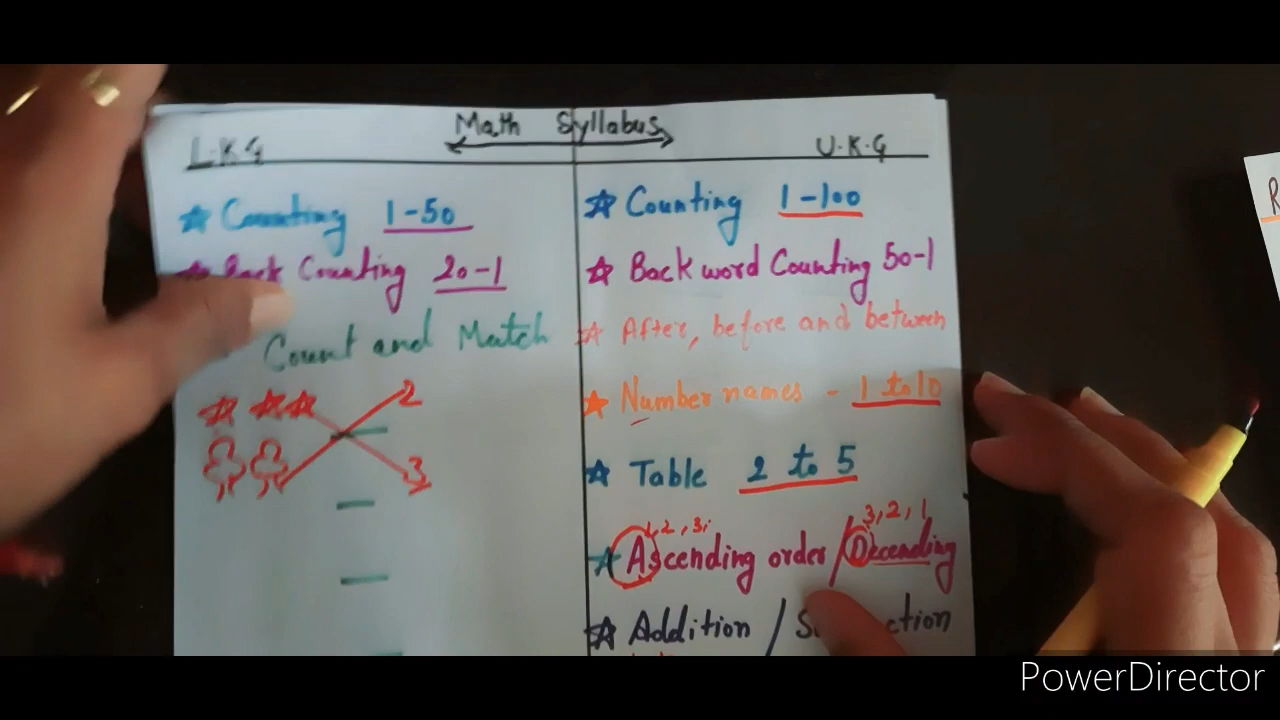 Math Syllabus
L.K.G
Counting 1-50
Back Counting 20-1
Count and Match
2
3
U.K.G
Counting 1-100
Back word Counting 50-1
After, before and between
Number names - 1 to 10
Table 2 to 5
1, 2, 3,
3, 2, 1
Ascending order / Decending
Addition /
R
PowerDirector